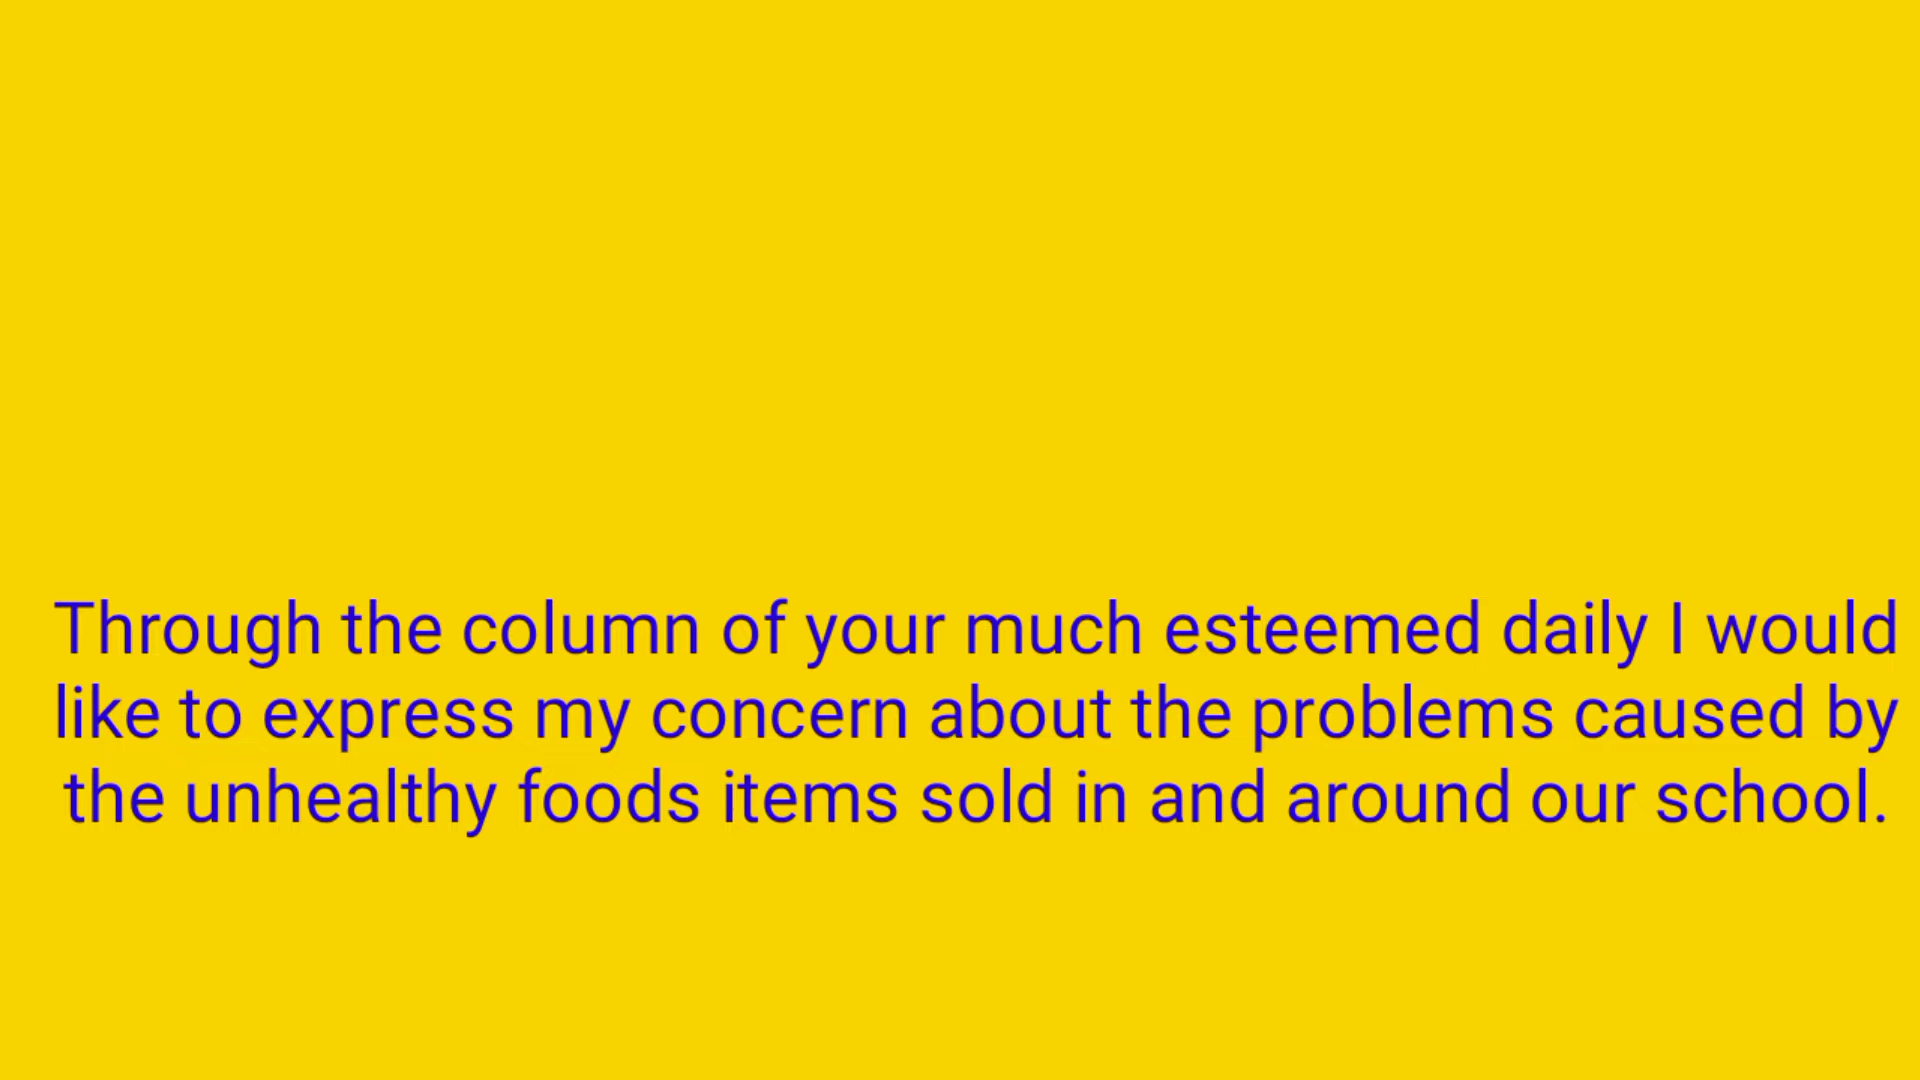 Through the column of your much esteemed daily I would
like to express my concern about the problems caused by
the unhealthy foods items sold in and around our school.